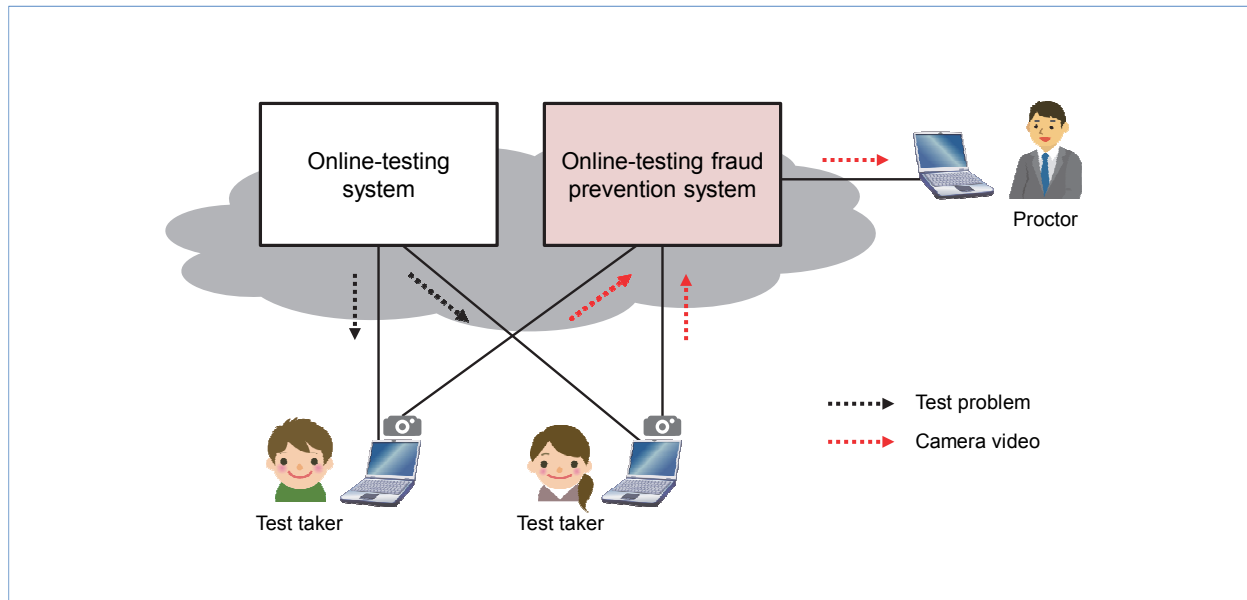 Online-testing
system
Online-testing fraud
prevention system
Proctor
Test problem
Camera video
Test taker
Test taker